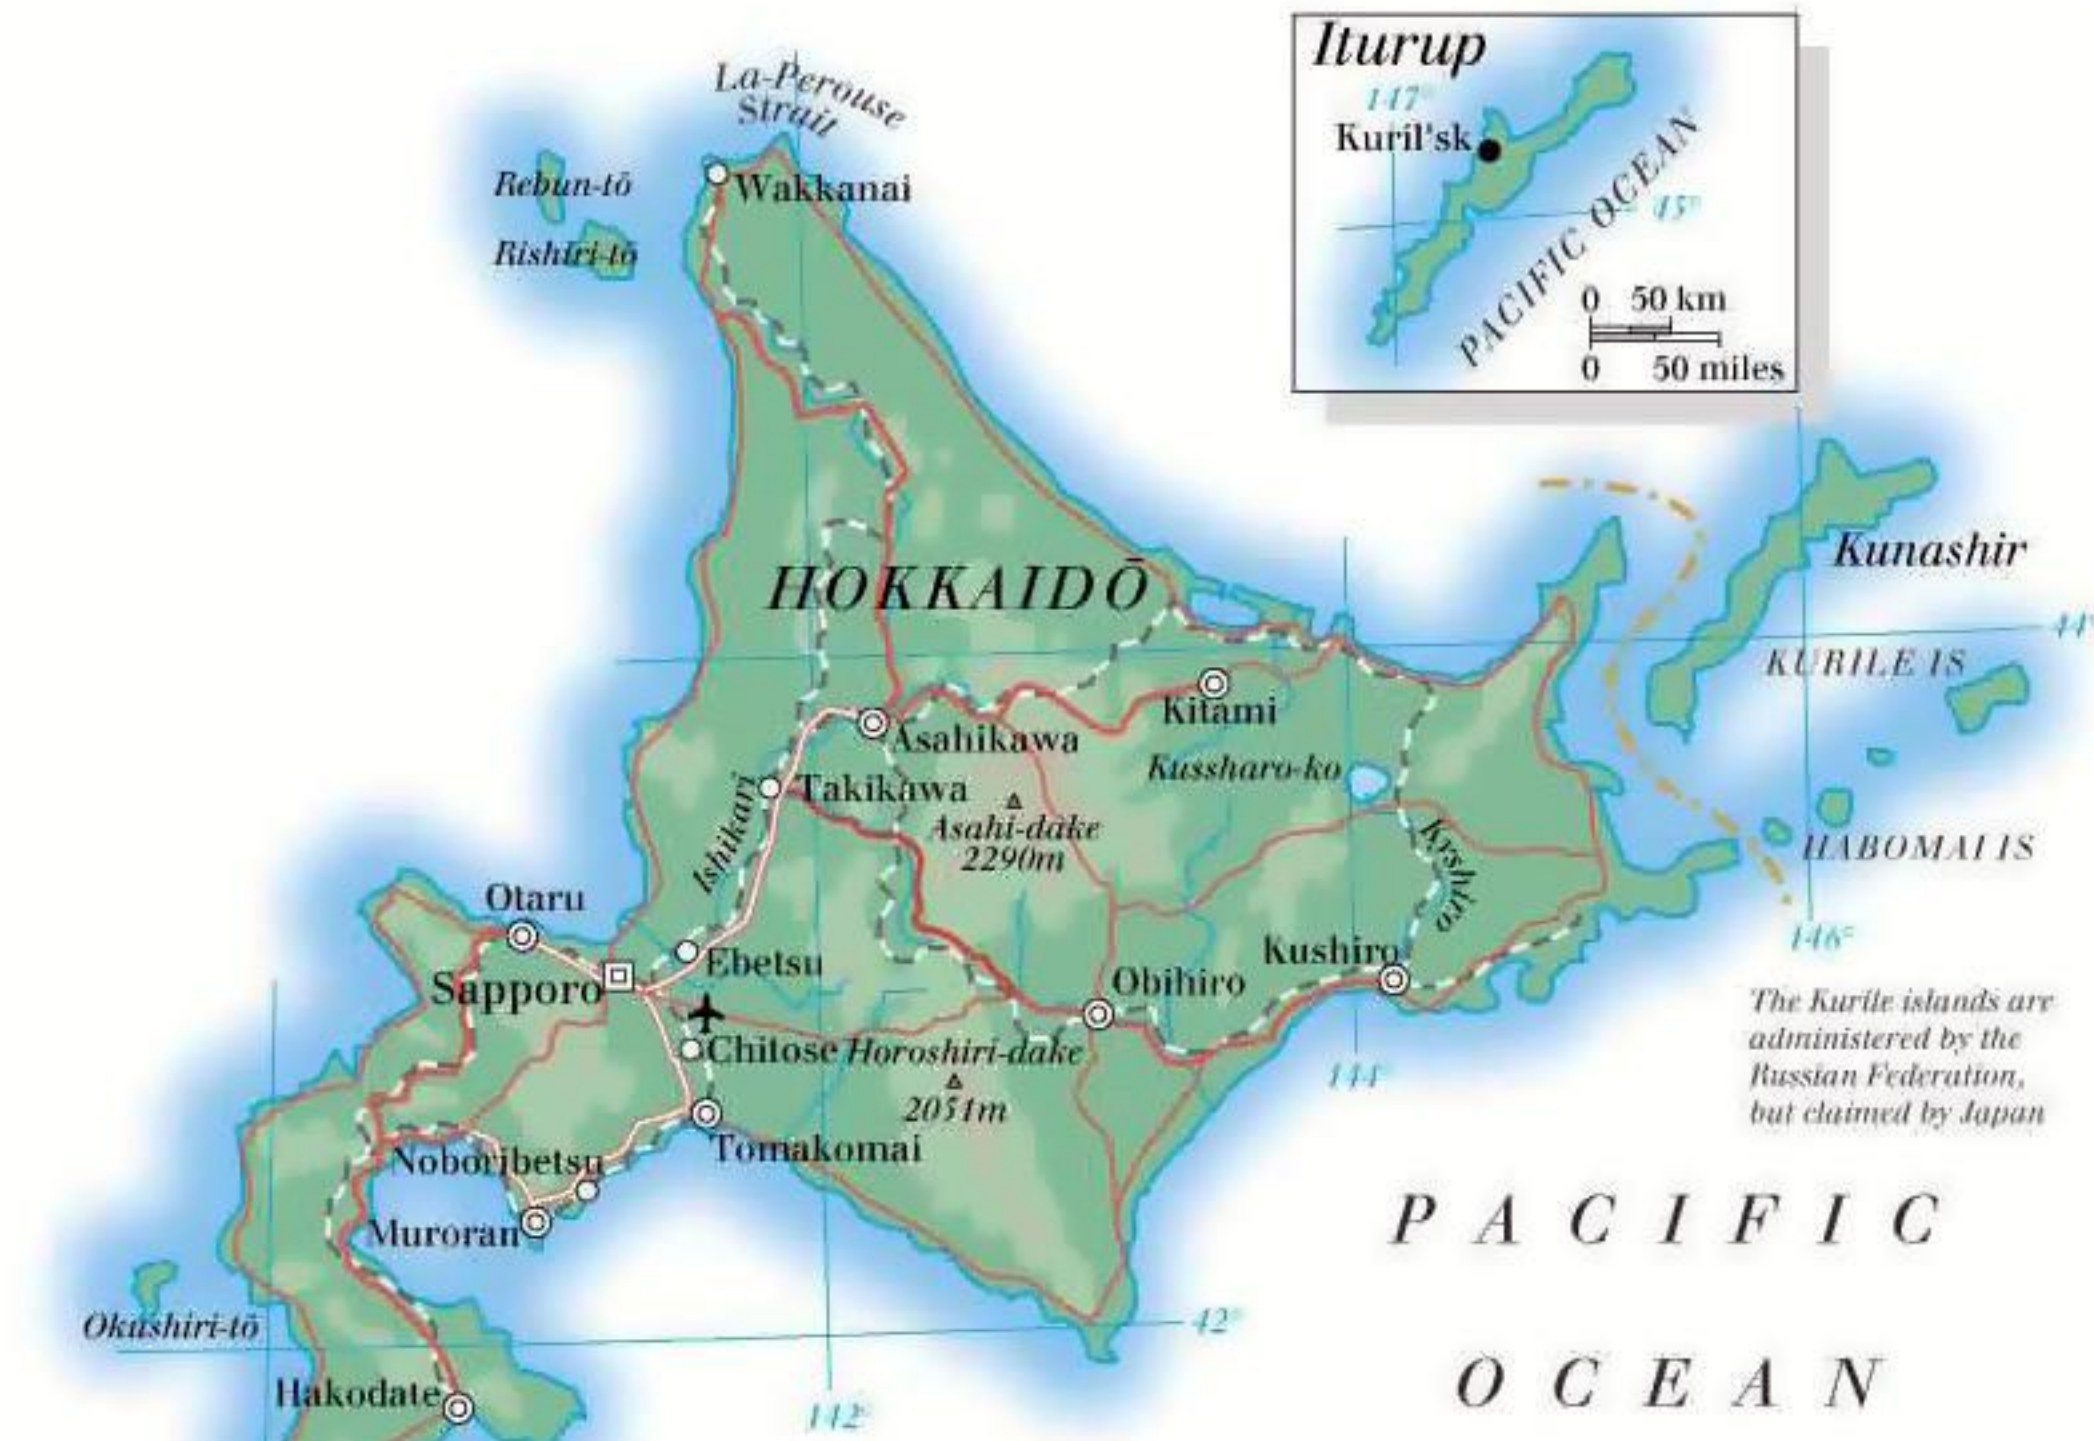 Iturup
147°
Kuril'sk
PACIFIC OCEAN
45°
0 50 km
0 50 miles
La-Perouse
Strait
Rebun-tō
Wakkanai
Rishiri-tō
HOKKAIDŌ
Kunashir
44°
KURILE IS
Kitami
Asahikawa
Kussharo-ko
Takikawa
Ishikari
Asahi-dake
2290m
Kyshiro
HABOMAI IS
Otaru
146°
Ebetsu
Kushiro
Sapporo
Obihiro
The Kurile islands are
administered by the
Russian Federation,
but claimed by Japan
Chitose
Horoshiri-dake
2051m
144°
Tomakomai
Noboribetsu
Muroran
PACIFIC
OCEAN
Okushiri-tō
42°
Hakodate
142°